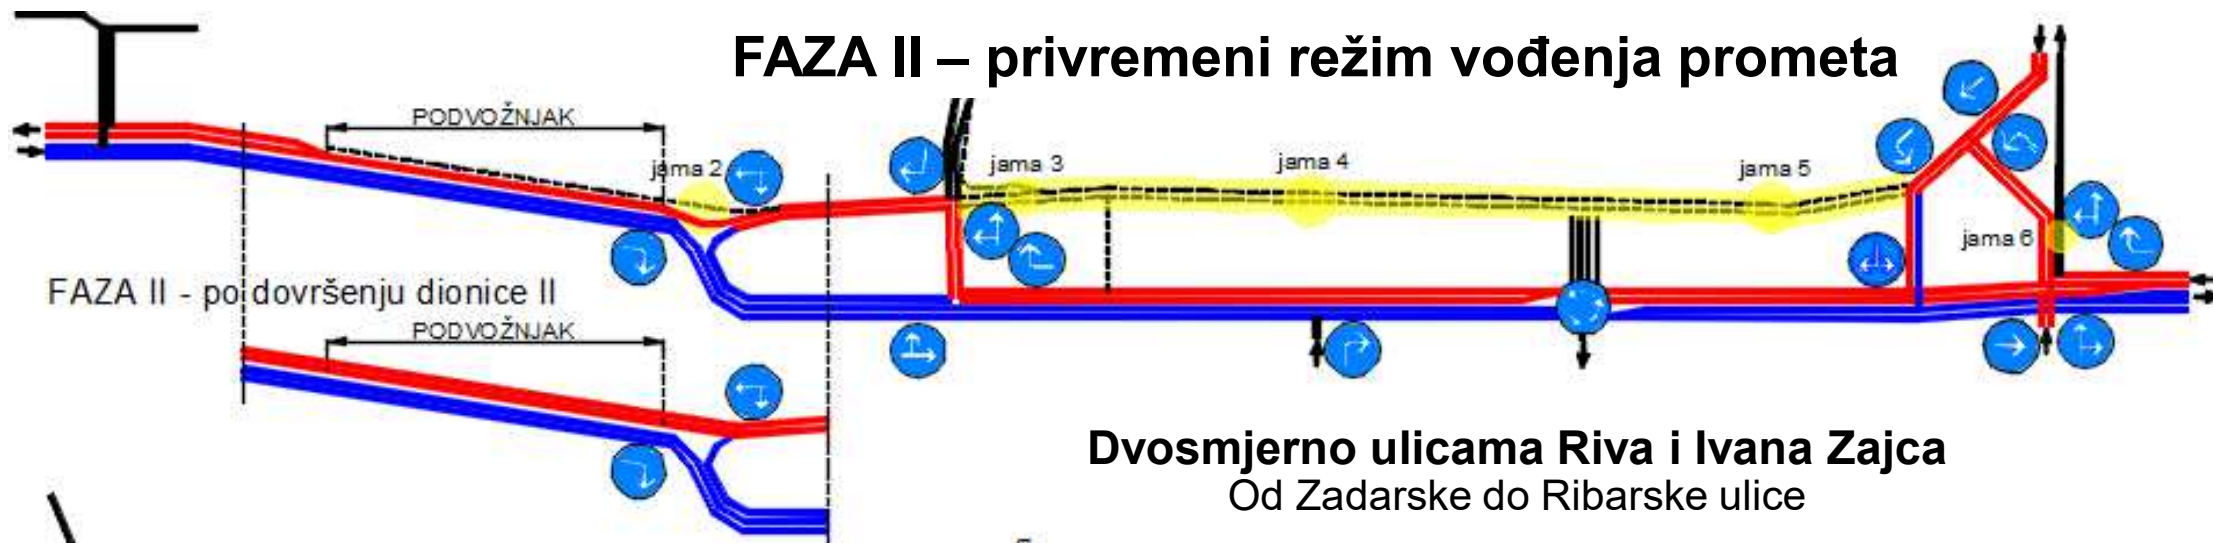 FAZA II – privremeni režim vođenja prometa
PODVOŽNJAK
jama 2
jama 3
jama 4
jama 5
jama 6
FAZA II - po dovršenju dionice II
PODVOŽNJAK
Dvosmjerno ulicama Riva i Ivana Zajca
Od Zadarske do Ribarske ulice